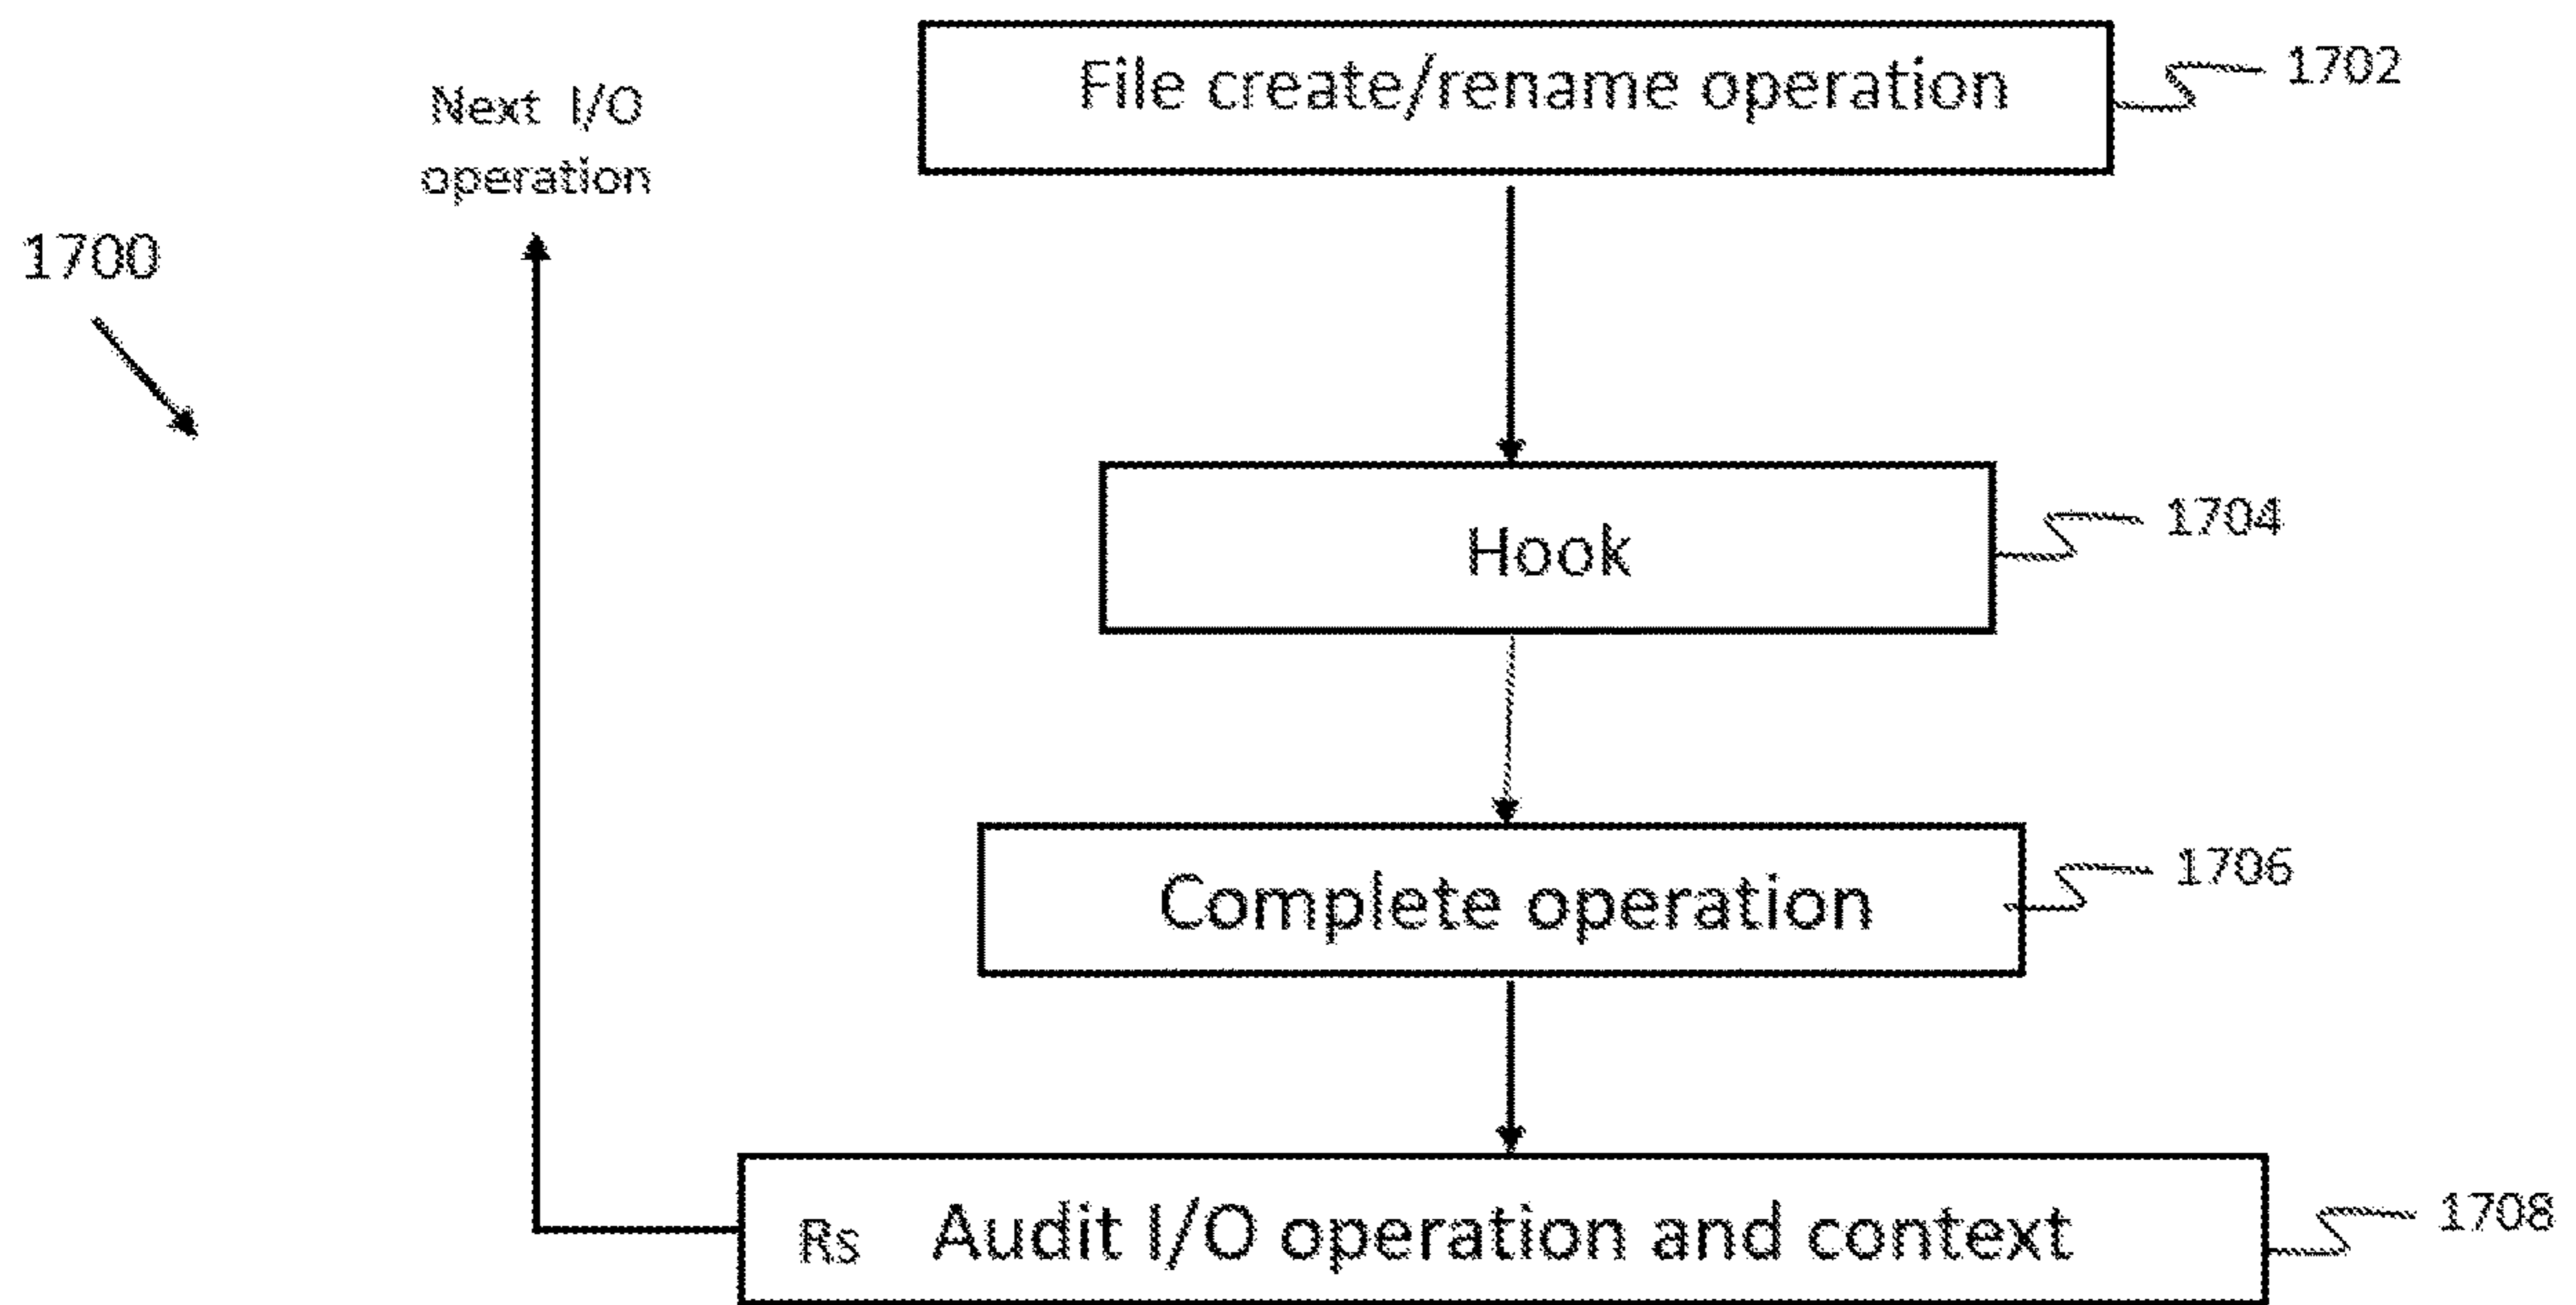 File create/rename operation
1702
Next I/O
operation
1700
Hook
1704
Complete operation
1706
Rs Audit I/O operation and context
1708